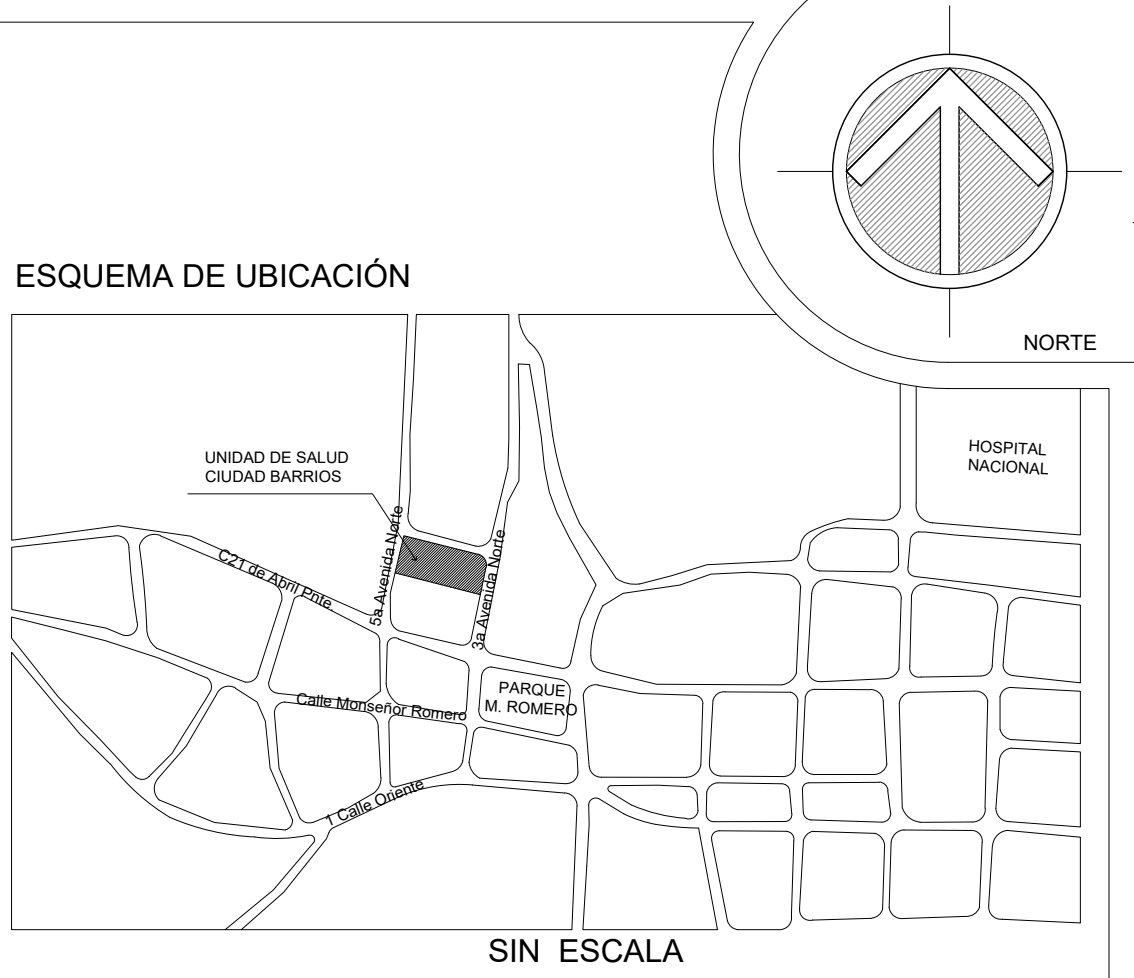 ESQUEMA DE UBICACIÓN
NORTE
HOSPITAL
NACIONAL
UNIDAD DE SALUD
CIUDAD BARRIOS
5a Avenida Norte
3a Avenida Norte
C21 de Abril Pnte.
PARQUE
M. ROMERO
Calle Monseñor Romero
1 Calle Oriente
SIN ESCALA